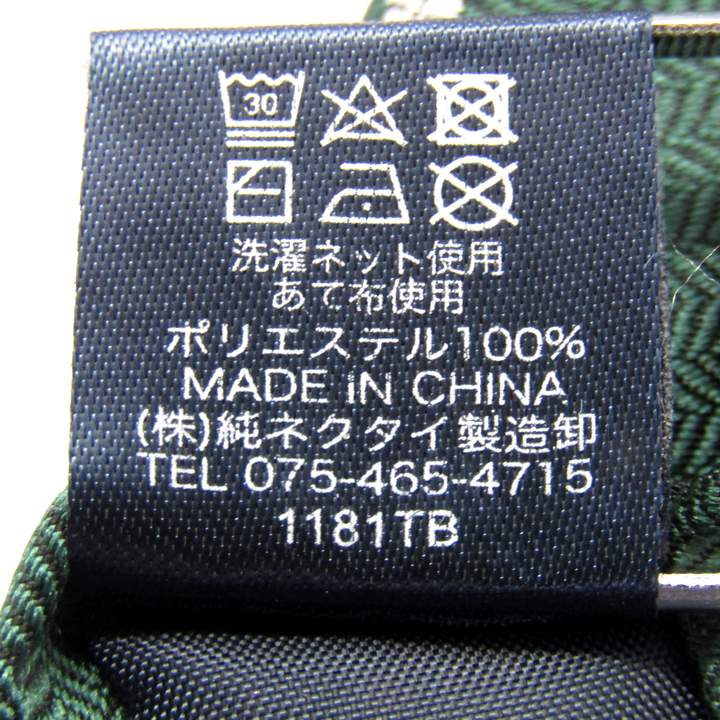 30
洗濯ネット使用
あて布使用
ポリエステル100%
MADE iN CHINA
(株)純ネクタイ製造卸
TEL 075-465-4715
1181TB